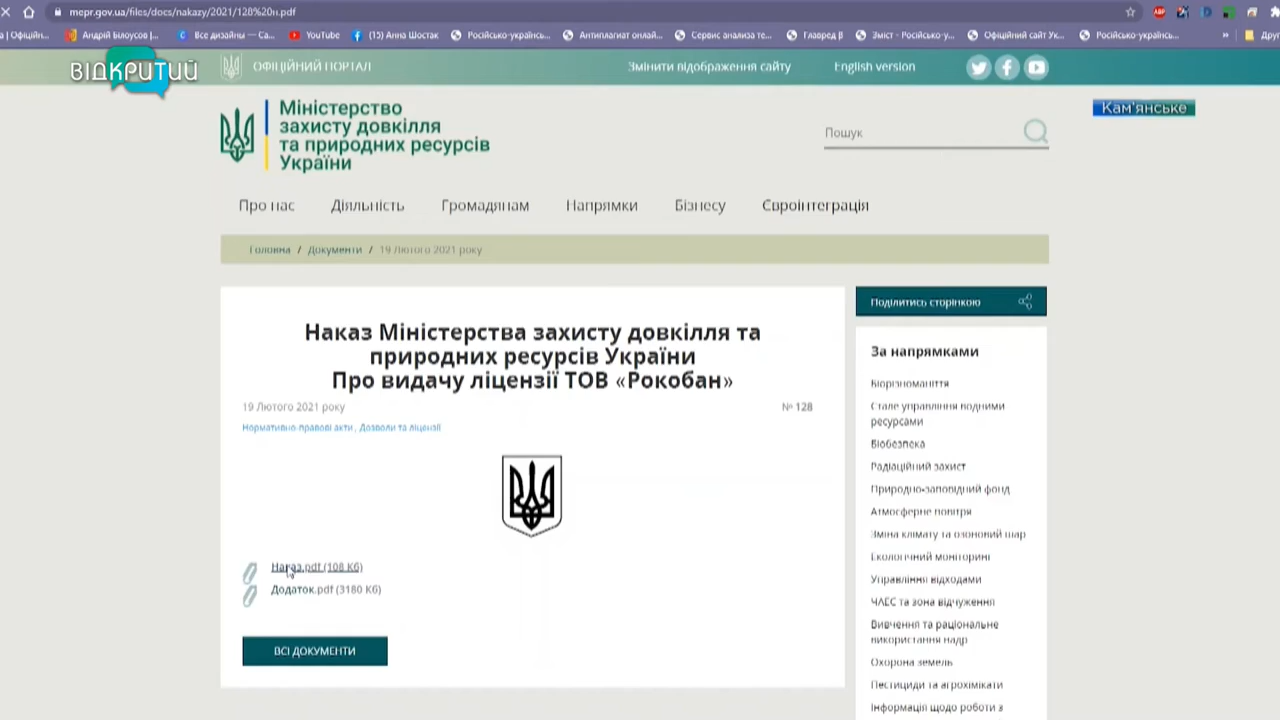 mepr.gov.ua/files/docs/nakazy/2021/128%20н.pdf
а | Офіційн...
Андрій Білоусов |...
Все дизайны — Са...
YouTube
(15) Анна Шостак
Російсько-українсь...
Антиплагиат онлай...
Сервис анализа те...
Главред
Зміст - Російсько-у...
Офіційний сайт Ук...
Російсько-українсь...
»
ВІДКРИТИЙ
ОФІЦІЙНИЙ ПОРТАЛ
Змінити відображення сайту
English version
Міністерство
захисту довкілля
та природних ресурсів
України
Пошук
Кам'янське
Про нас
Діяльність
Громадянам
Напрямки
Бізнесу
Євроінтеграція
Головна / Документи / 19 Лютого 2021 року
Наказ Міністерства захисту довкілля та
природних ресурсів України
Про видачу ліцензії ТОВ «Рокобан»
19 Лютого 2021 року
№ 128
Нормативно-правові акти, Дозволи та ліцензії
Наказ.pdf (108 Кб)
Додаток.pdf (3180 Кб)
ВСІ ДОКУМЕНТИ
Поділитись сторінкою
За напрямками
Біорізноманіття
Стале управління водними
ресурсами
Біобезпека
Радіаційний захист
Природно-заповідний фонд
Атмосферне повітря
Зміна клімату та озоновий шар
Екологічний моніторинг
Управління відходами
ЧАЕС та зона відчуження
Вивчення та раціональне
використання надр
Охорона земель
Пестициди та агрохімікати
Інформація щодо роботи з